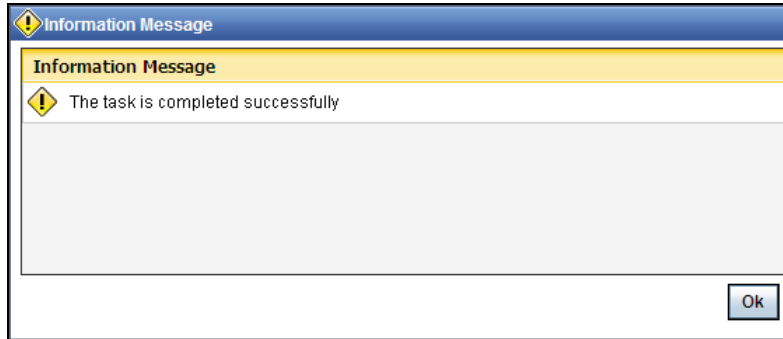 Information Message
Information Message
The task is completed successfully
Ok